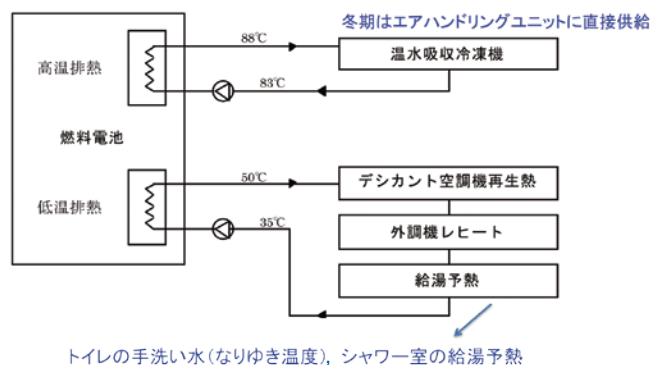 冬期はエアハンドリングユニットに直接供給
88℃
温水吸収冷凍機
高温排熱
83℃
燃料電池
50℃
デシカント空調機再生熱
低温排熱
35℃
外調機レヒート
給湯予熱
トイレの手洗い水(なりゆき温度), シャワー室の給湯予熱